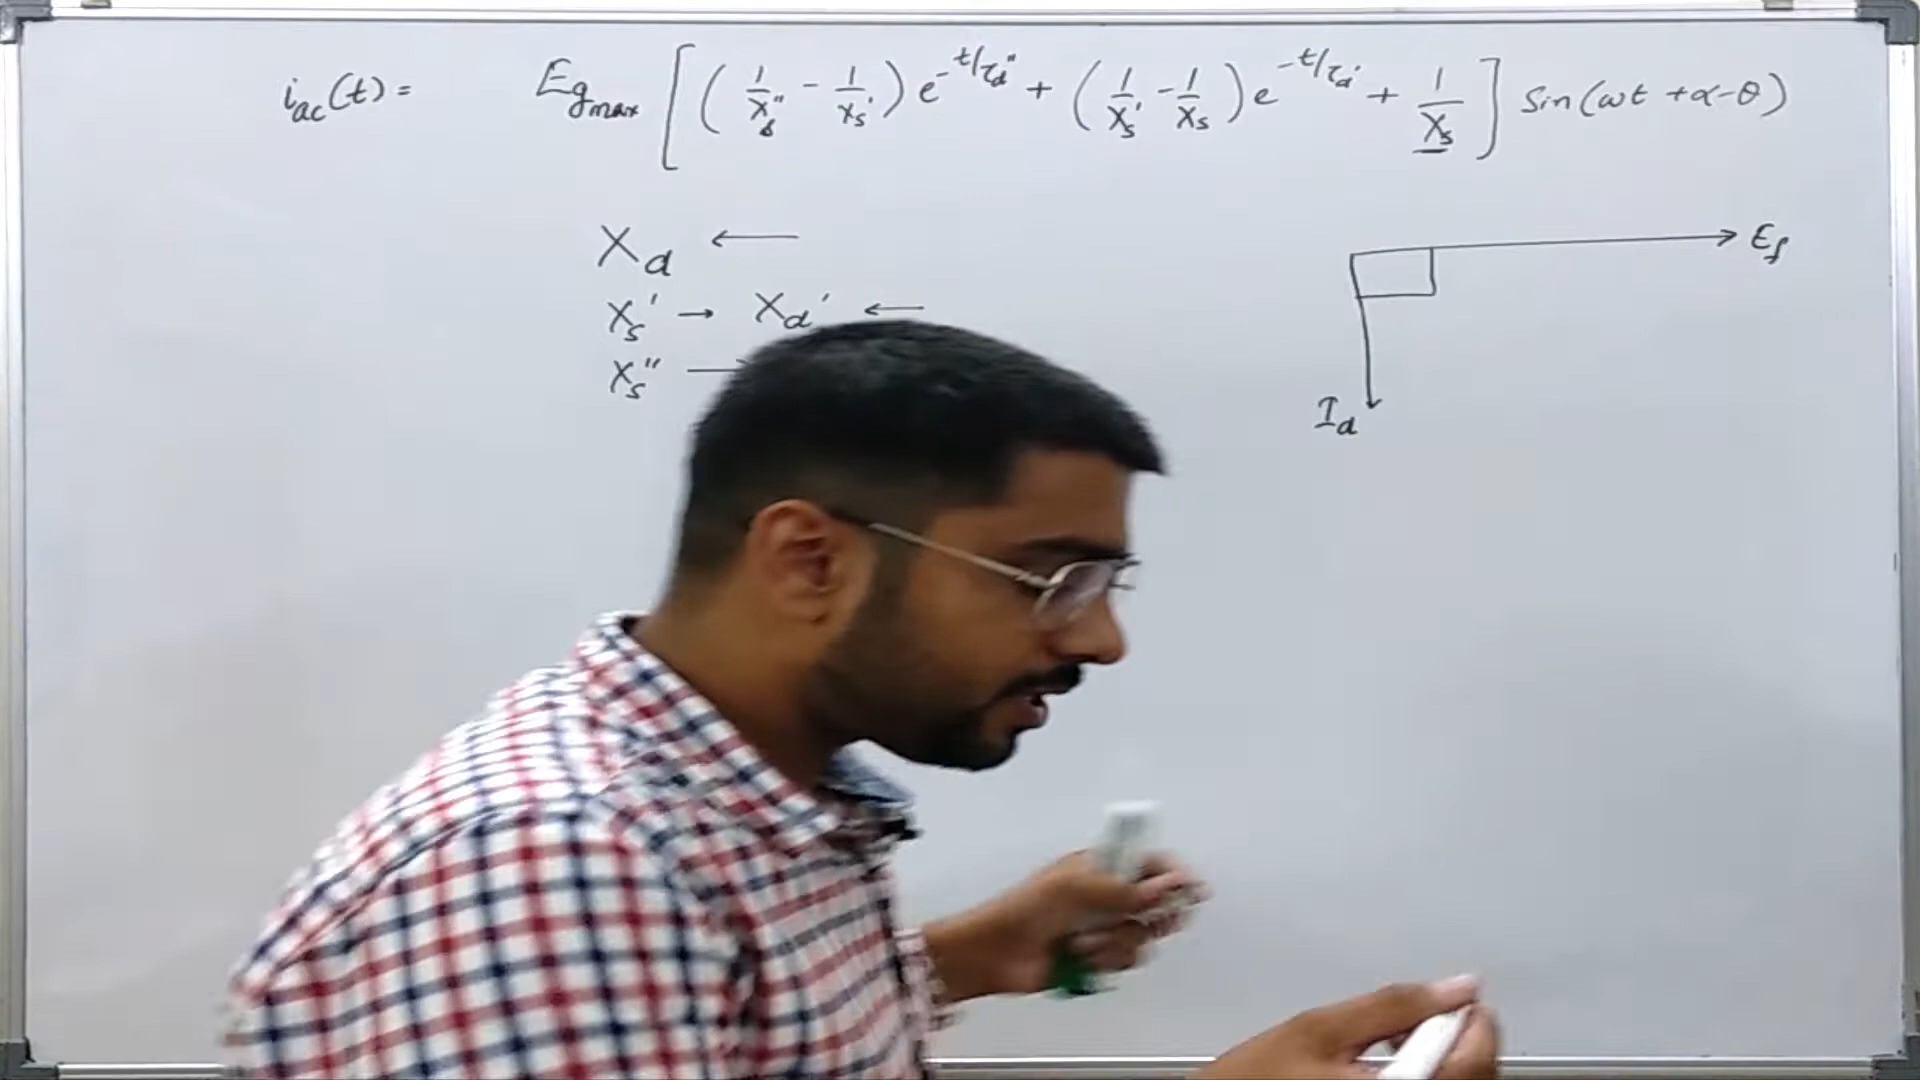 i_ac(t) = E_gmax [ ( 1/X_s'' - 1/X_s' ) e^(-t/τ_d'') + ( 1/X_s' - 1/X_s ) e^(-t/τ_d') + 1/X_s ] sin(ωt + α - θ)
X_d ←
E_f
X_s' → X_d' ←
X_s'' →
I_d